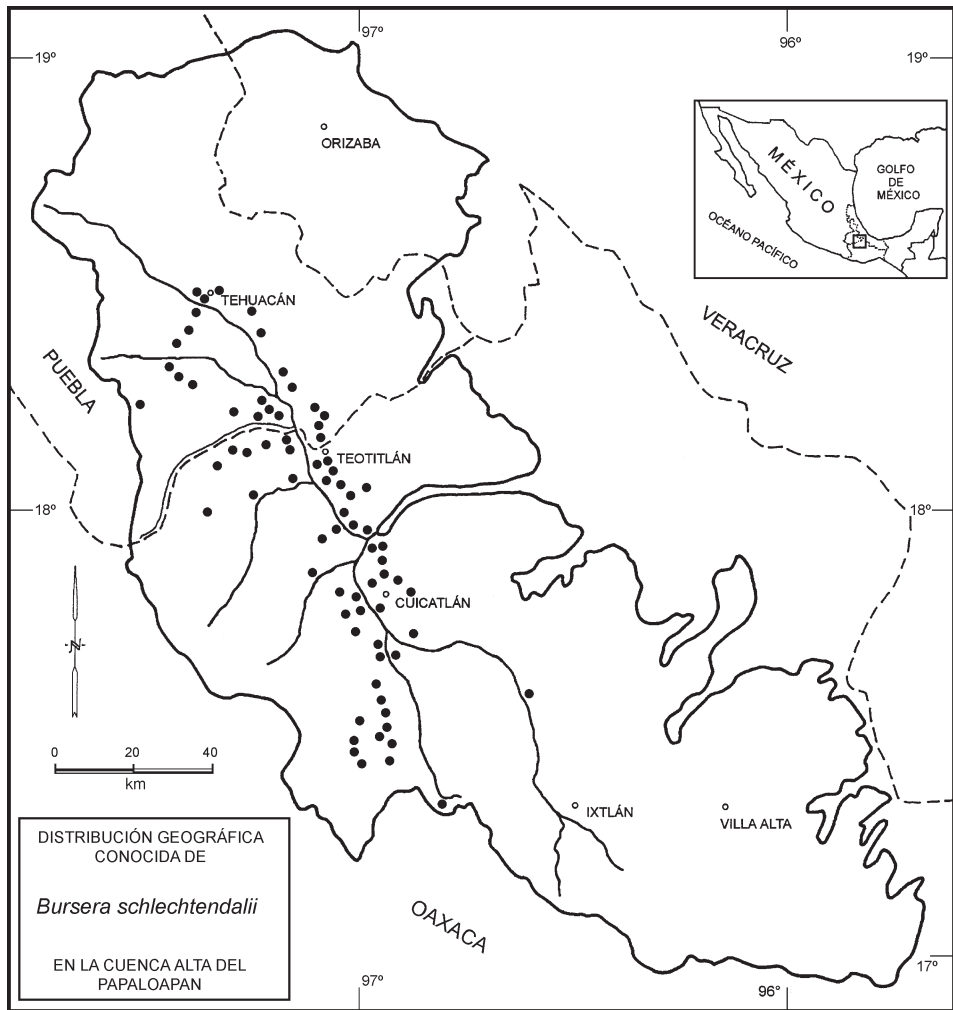 97º
96º
19º
19º
ORIZABA
MÉXICO
GOLFO
DE
MÉXICO
OCÉANO PACÍFICO
TEHUACÁN
VERACRUZ
PUEBLA
TEOTITLÁN
18º
18º
CUICATLÁN
N
0 20 40
km
IXTLÁN
VILLA ALTA
DISTRIBUCIÓN GEOGRÁFICA
CONOCIDA DE
Bursera schlechtendalii
EN LA CUENCA ALTA DEL
PAPALOAPAN
OAXACA
17º
97º
96º